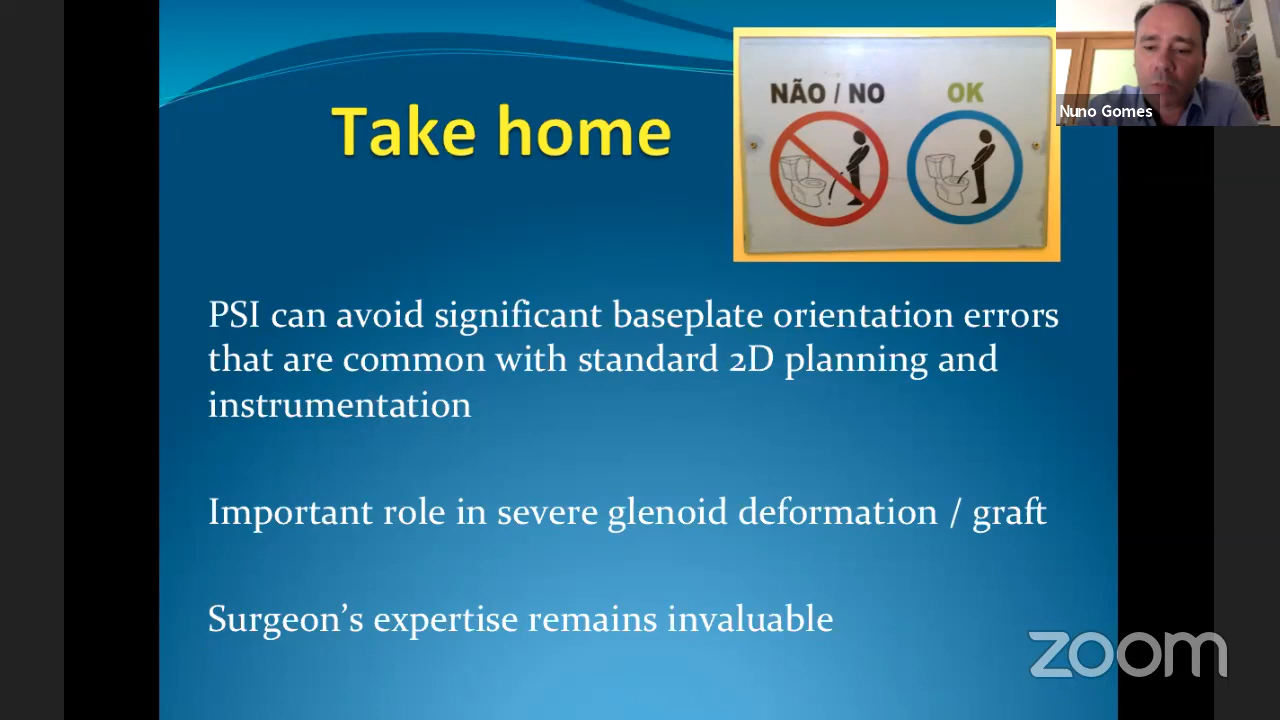 Take home
NÃO / NO
OK
Nuno Gomes
PSI can avoid significant baseplate orientation errors
that are common with standard 2D planning and
instrumentation
Important role in severe glenoid deformation / graft
Surgeon’s expertise remains invaluable
zoom